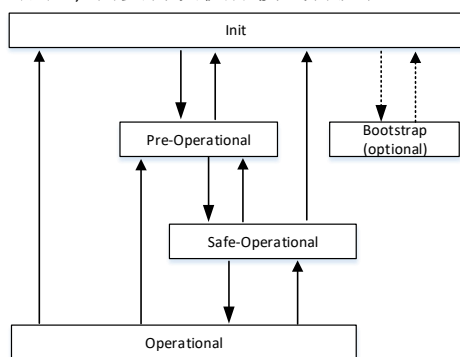 Init
Pre-Operational
Bootstrap
(optional)
Safe-Operational
Operational